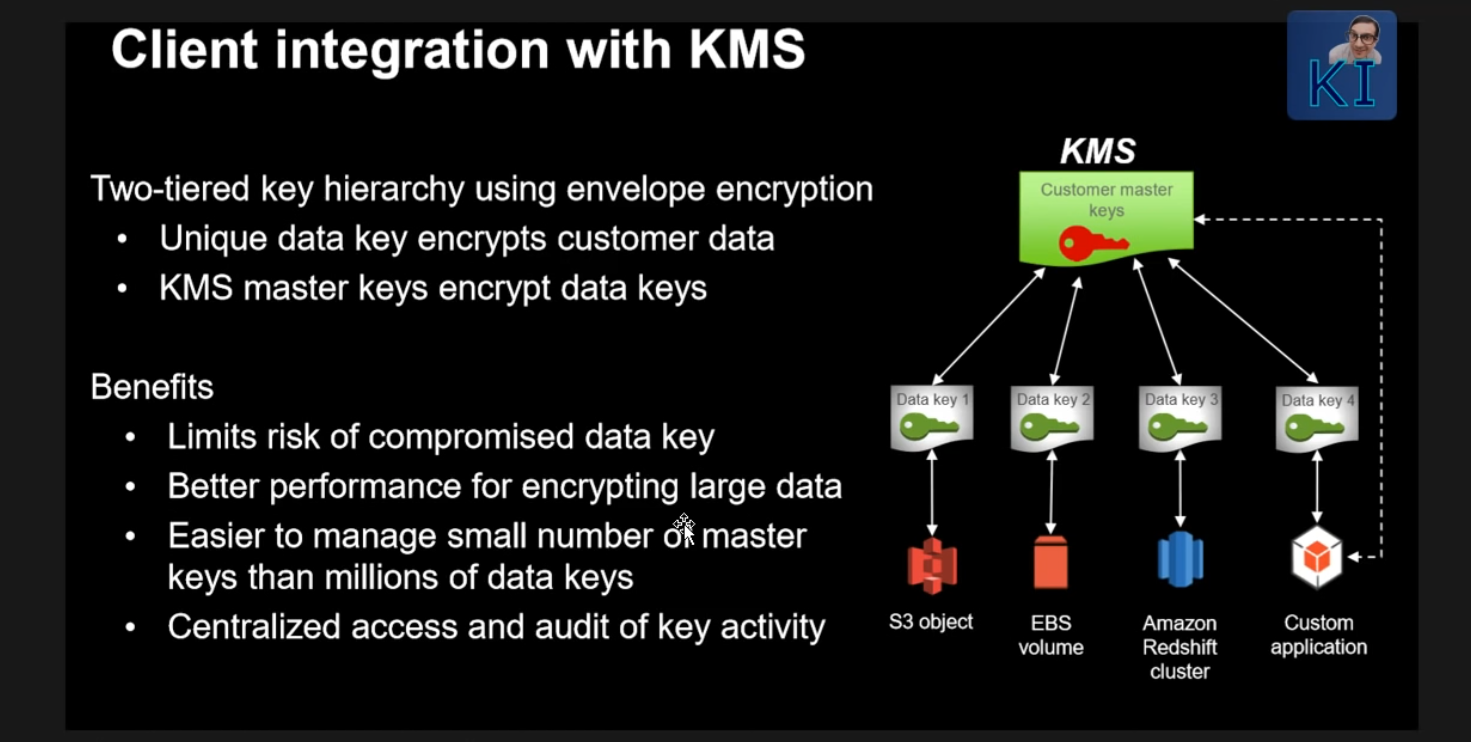 Client integration with KMS
KI
Two-tiered key hierarchy using envelope encryption
• Unique data key encrypts customer data
• KMS master keys encrypt data keys
Benefits
• Limits risk of compromised data key
• Better performance for encrypting large data
• Easier to manage small number of master
keys than millions of data keys
• Centralized access and audit of key activity
KMS
Customer master
keys
Data key 1
Data key 2
Data key 3
Data key 4
S3 object
EBS
volume
Amazon
Redshift
cluster
Custom
application